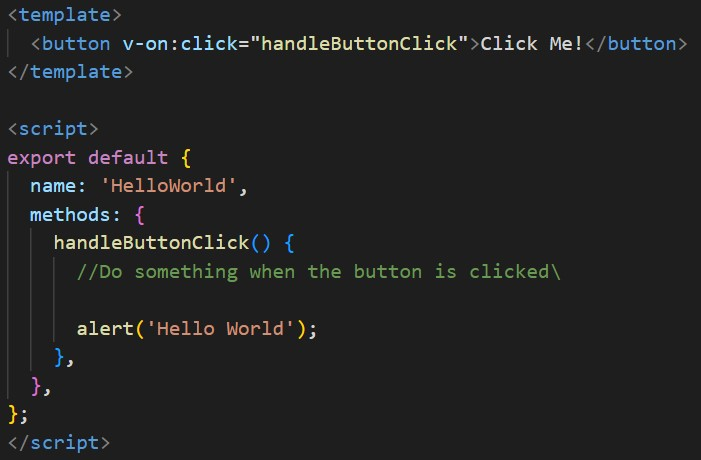 <template>
  <button v-on:click="handleButtonClick">Click Me!</button>
</template>

<script>
export default {
  name: 'HelloWorld',
  methods: {
    handleButtonClick() {
      //Do something when the button is clicked\

      alert('Hello World');
    },
  },
};
</script>